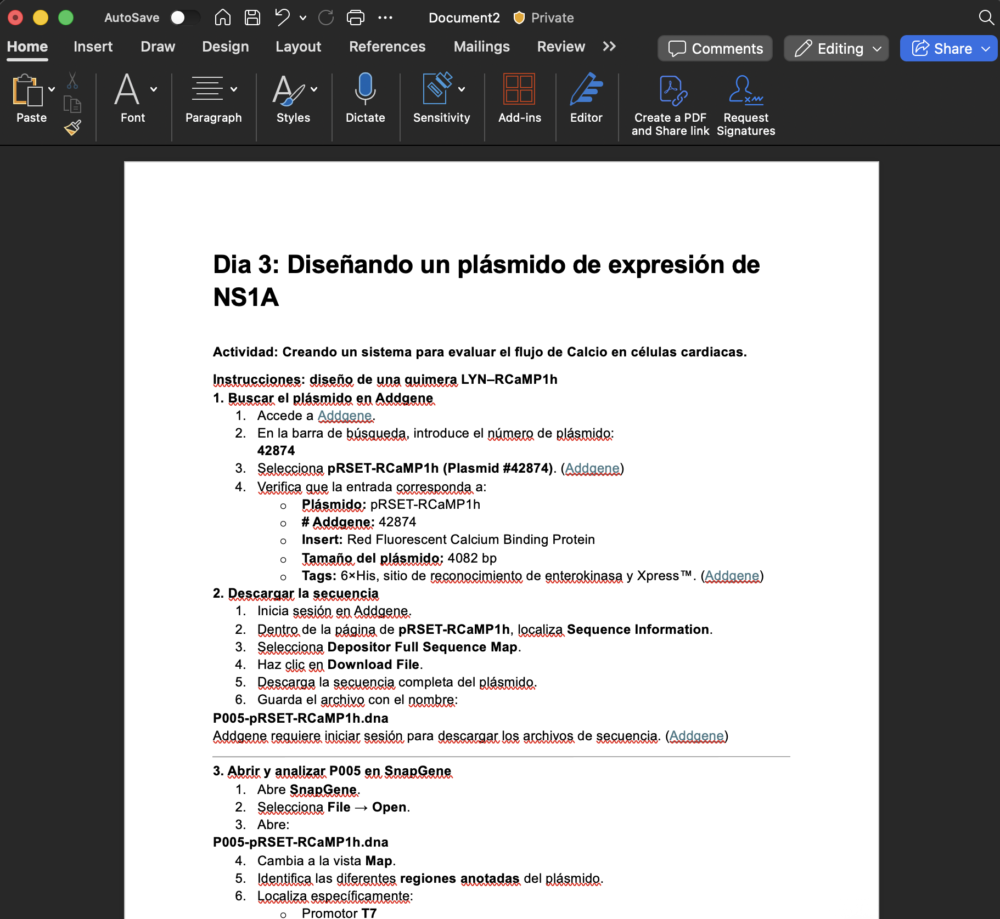 AutoSave
Document2 Private
Home Insert Draw Design Layout References Mailings Review >> Comments Editing Share
Paste Font Paragraph Styles Dictate Sensitivity Add-ins Editor Create a PDF and Share link Request Signatures
Dia 3: Diseñando un plásmido de expresión de
NS1A
Actividad: Creando un sistema para evaluar el flujo de Calcio en células cardiacas.
Instrucciones: diseño de una quimera LYN–RCaMP1h
1. Buscar el plásmido en Addgene
1. Accede a Addgene.
2. En la barra de búsqueda, introduce el número de plásmido:
42874
3. Selecciona pRSET-RCaMP1h (Plasmid #42874). (Addgene)
4. Verifica que la entrada corresponda a:
o Plásmido: pRSET-RCaMP1h
o # Addgene: 42874
o Insert: Red Fluorescent Calcium Binding Protein
o Tamaño del plásmido: 4082 bp
o Tags: 6×His, sitio de reconocimiento de enterokinasa y Xpress™. (Addgene)
2. Descargar la secuencia
1. Inicia sesión en Addgene.
2. Dentro de la página de pRSET-RCaMP1h, localiza Sequence Information.
3. Selecciona Depositor Full Sequence Map.
4. Haz clic en Download File.
5. Descarga la secuencia completa del plásmido.
6. Guarda el archivo con el nombre:
P005-pRSET-RCaMP1h.dna
Addgene requiere iniciar sesión para descargar los archivos de secuencia. (Addgene)
3. Abrir y analizar P005 en SnapGene
1. Abre SnapGene.
2. Selecciona File → Open.
3. Abre:
P005-pRSET-RCaMP1h.dna
4. Cambia a la vista Map.
5. Identifica las diferentes regiones anotadas del plásmido.
6. Localiza específicamente:
o Promotor T7